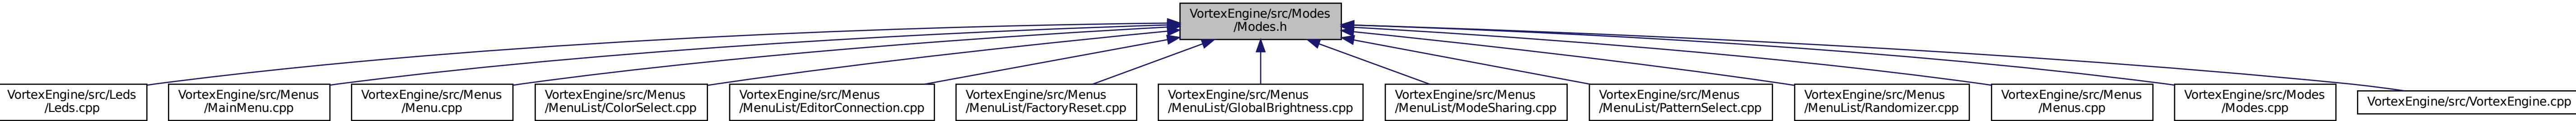 VortexEngine/src/Modes
/Modes.h
VortexEngine/src/Leds
/Leds.cpp
VortexEngine/src/Menus
/MainMenu.cpp
VortexEngine/src/Menus
/Menu.cpp
VortexEngine/src/Menus
/MenuList/ColorSelect.cpp
VortexEngine/src/Menus
/MenuList/EditorConnection.cpp
VortexEngine/src/Menus
/MenuList/FactoryReset.cpp
VortexEngine/src/Menus
/MenuList/GlobalBrightness.cpp
VortexEngine/src/Menus
/MenuList/ModeSharing.cpp
VortexEngine/src/Menus
/MenuList/PatternSelect.cpp
VortexEngine/src/Menus
/MenuList/Randomizer.cpp
VortexEngine/src/Menus
/Menus.cpp
VortexEngine/src/Modes
/Modes.cpp
VortexEngine/src/VortexEngine.cpp